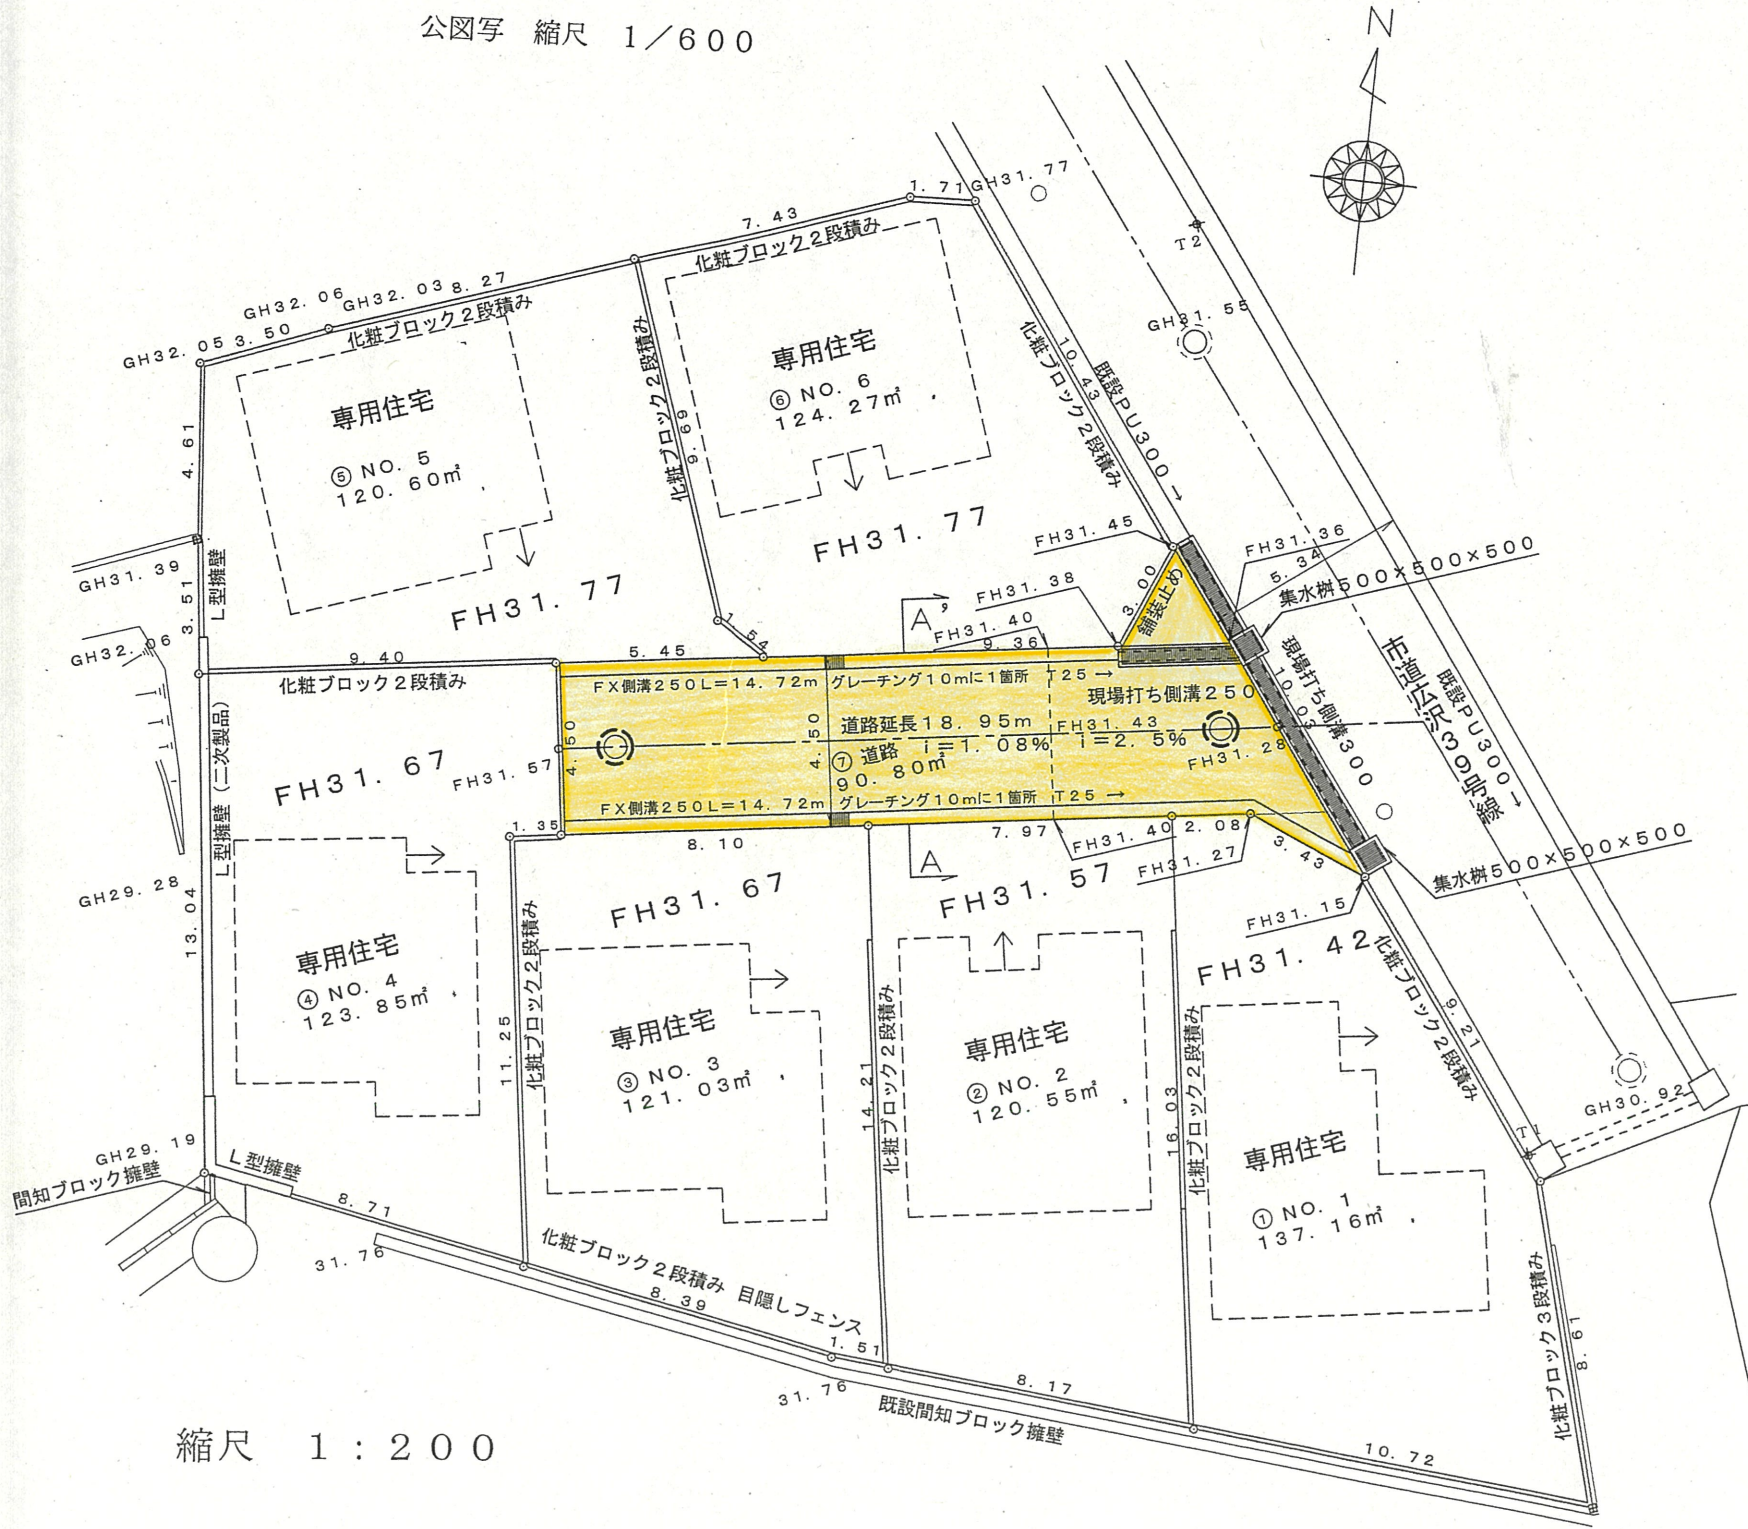 公図写 縮尺 1／600
N
1.71
GH31.77
7.43
化粧ブロック2段積み
T2
GH32.06
GH32.03
8.27
GH32.05
3.50
化粧ブロック2段積み
GH31.55
専用住宅
⑤ NO. 5
120.60㎡
専用住宅
⑥ NO. 6
124.27㎡
化粧ブロック2段積み
9.69
10.43
化粧ブロック2段積み
既設PU300→
4.61
GH31.39
3.51
L型擁壁
GH32.06
FH31.77
FH31.77
FH31.45
FH31.36
5.34
集水桝500×500×500
FH31.38
3.00
舗装止め
A'
FH31.40
9.36
1.54
5.45
9.40
化粧ブロック2段積み
FX側溝250L=14.72m
グレーチング10mに1箇所 T25→
現場打ち側溝250
現場打ち側溝300
10.03
市道広沢39号線
既設PU300→
道路延長18.95m
FH31.43
⑦ 道路 i=1.08% i=2.5%
90.80㎡
4.50
4.50
FH31.57
FH31.28
FX側溝250L=14.72m
グレーチング10mに1箇所 T25→
L型擁壁(二次製品)
FH31.67
1.35
8.10
7.97
FH31.40
2.08
FH31.27
3.43
A
集水桝500×500×500
GH29.28
13.04
FH31.67
FH31.57
FH31.15
FH31.42
化粧ブロック2段積み
9.21
専用住宅
④ NO. 4
123.85㎡
化粧ブロック2段積み
11.25
専用住宅
③ NO. 3
121.03㎡
14.21
化粧ブロック2段積み
専用住宅
② NO. 2
120.55㎡
16.03
化粧ブロック2段積み
専用住宅
① NO. 1
137.16㎡
GH30.92
T1
GH29.19
間知ブロック擁壁
L型擁壁
8.71
31.76
化粧ブロック2段積み 目隠しフェンス
8.39
1.51
31.76
8.17
既設間知ブロック擁壁
10.72
化粧ブロック3段積み
8.61
縮尺 1：200